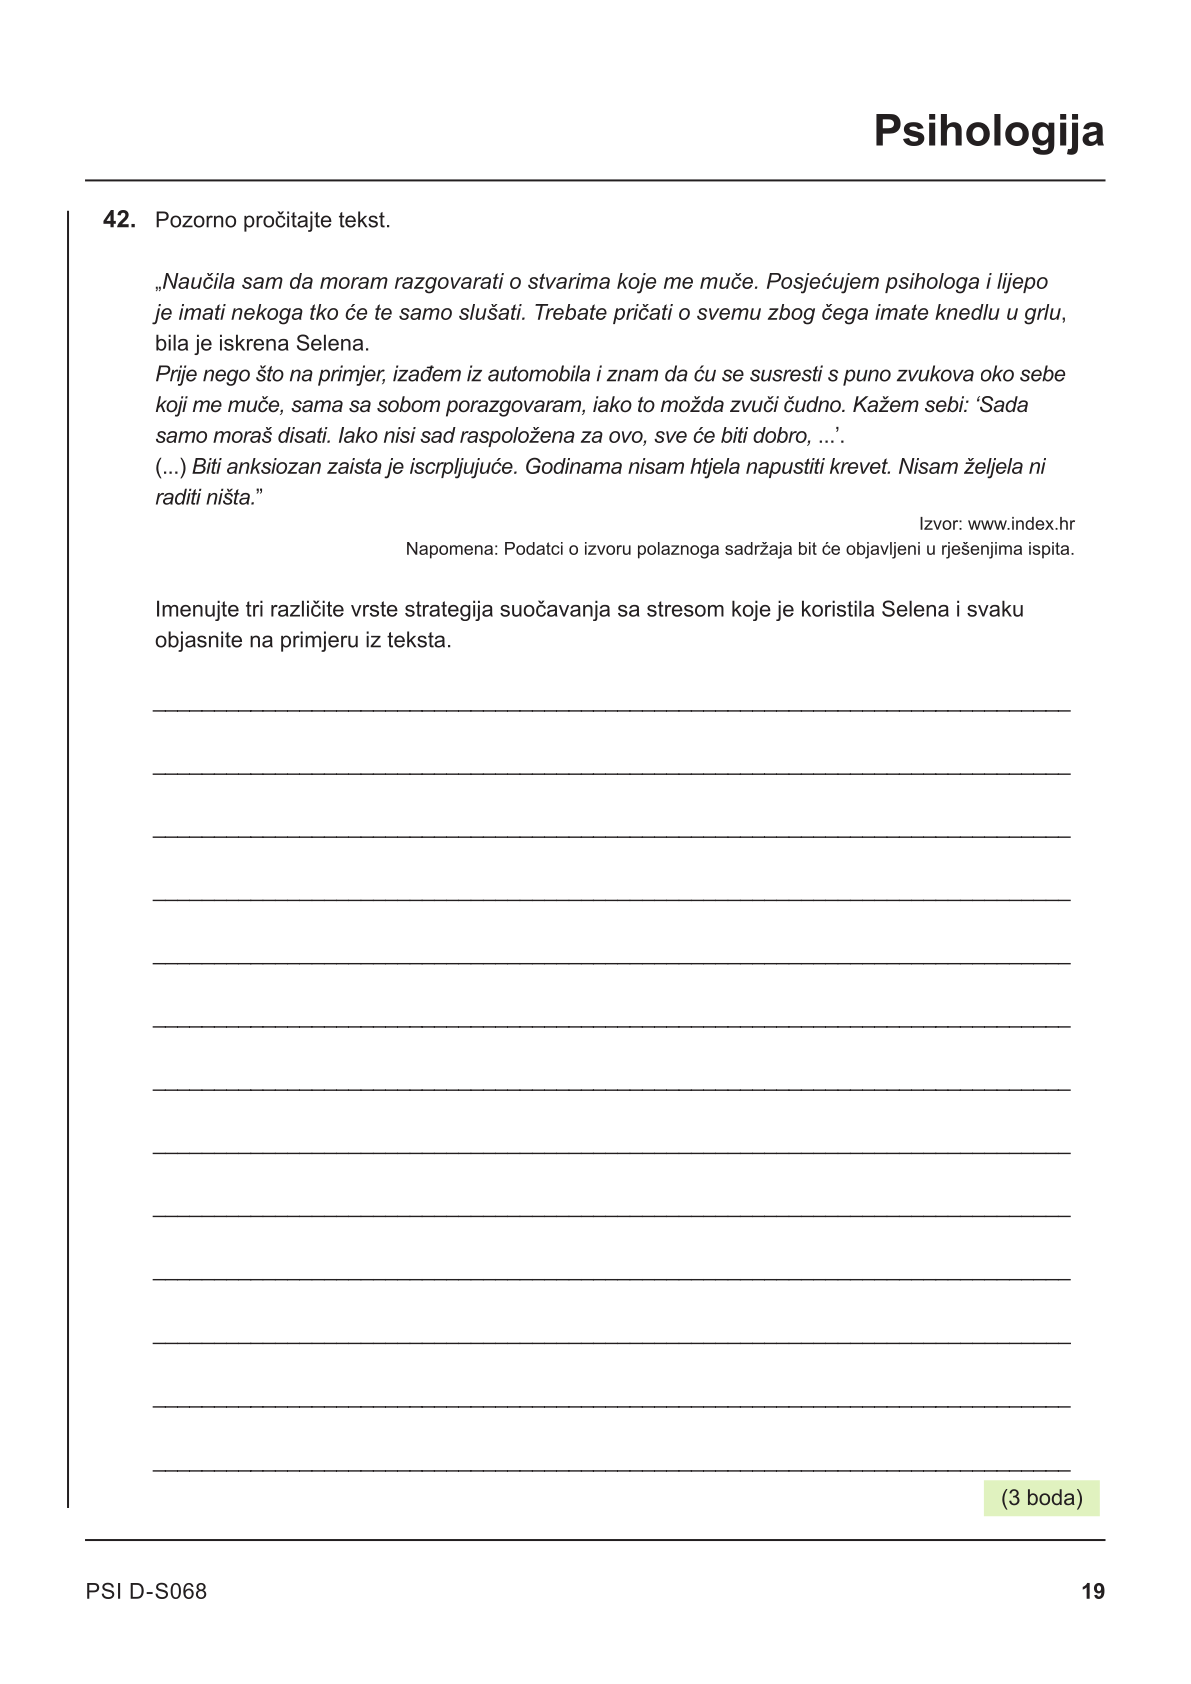 Psihologija
42. Pozorno pročitajte tekst.
„Naučila sam da moram razgovarati o stvarima koje me muče. Posjećujem psihologa i lijepo
je imati nekoga tko će te samo slušati. Trebate pričati o svemu zbog čega imate knedlu u grlu,
bila je iskrena Selena.
Prije nego što na primjer, izađem iz automobila i znam da ću se susresti s puno zvukova oko sebe
koji me muče, sama sa sobom porazgovaram, iako to možda zvuči čudno. Kažem sebi: ‘Sada
samo moraš disati. Iako nisi sad raspoložena za ovo, sve će biti dobro, ...’.
(...) Biti anksiozan zaista je iscrpljujuće. Godinama nisam htjela napustiti krevet. Nisam željela ni
raditi ništa.”
Izvor: www.index.hr
Napomena: Podatci o izvoru polaznoga sadržaja bit će objavljeni u rješenjima ispita.
Imenujte tri različite vrste strategija suočavanja sa stresom koje je koristila Selena i svaku
objasnite na primjeru iz teksta.
(3 boda)
PSI D-S068
19